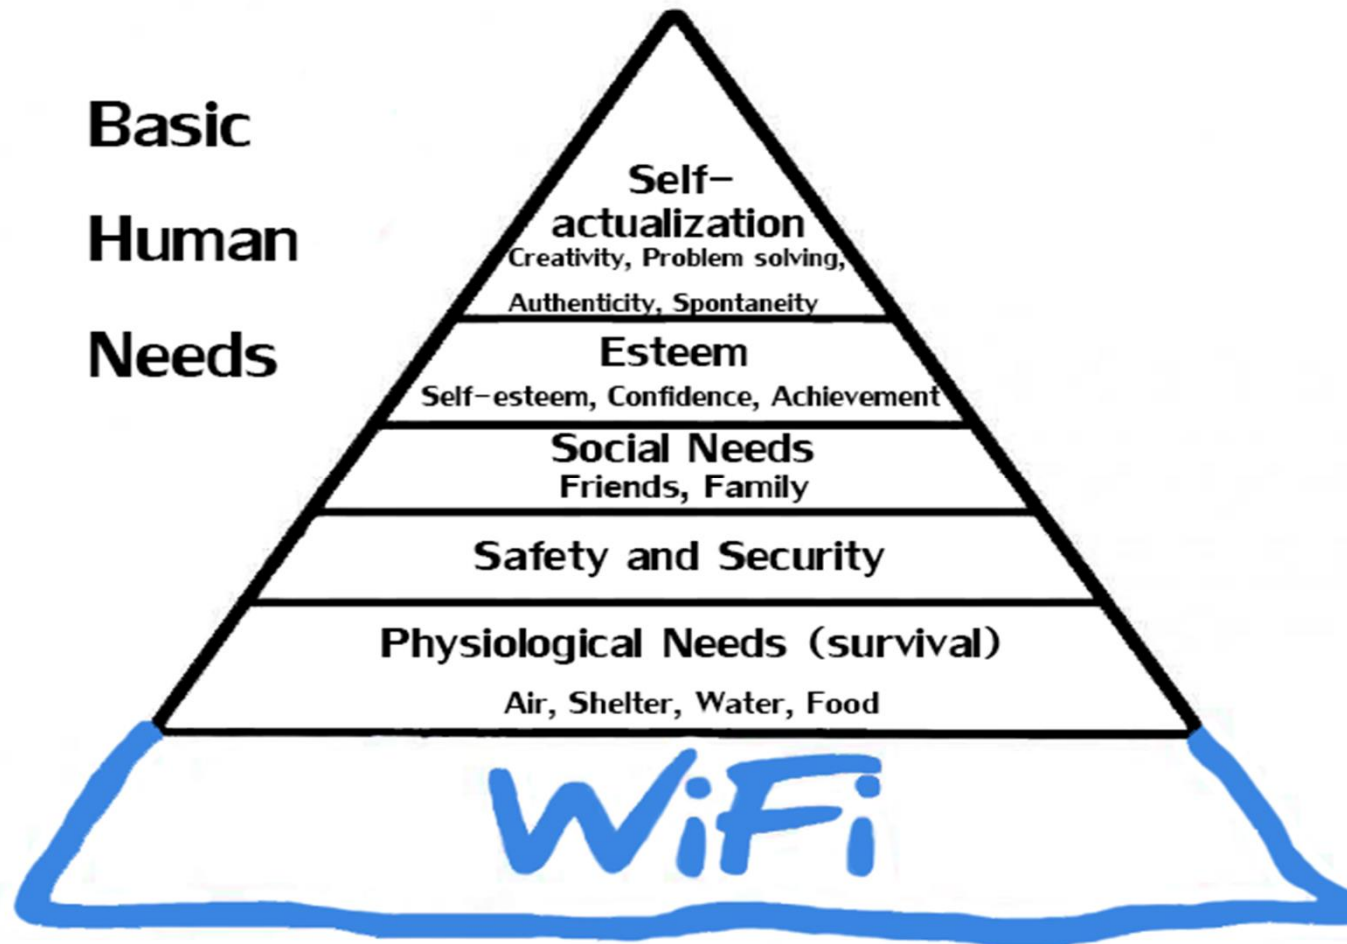 Basic
Human
Needs
Self-
actualization
Creativity, Problem solving,
Authenticity, Spontaneity
Esteem
Self-esteem, Confidence, Achievement
Social Needs
Friends, Family
Safety and Security
Physiological Needs (survival)
Air, Shelter, Water, Food
WiFi